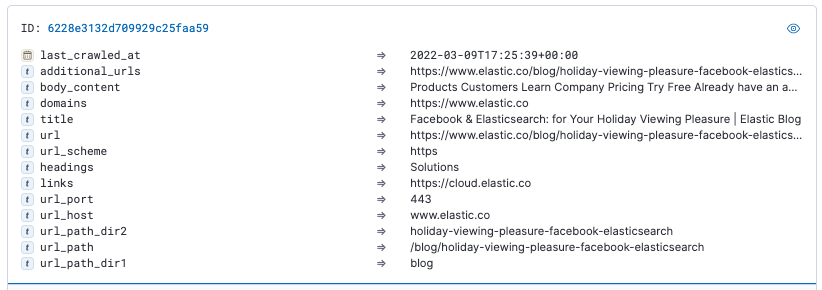 ID: 6228e3132d709929c25faa59
last_crawled_at ⇒ 2022-03-09T17:25:39+00:00
t additional_urls ⇒ https://www.elastic.co/blog/holiday-viewing-pleasure-facebook-elastics...
t body_content ⇒ Products Customers Learn Company Pricing Try Free Already have an a...
t domains ⇒ https://www.elastic.co
t title ⇒ Facebook & Elasticsearch: for Your Holiday Viewing Pleasure | Elastic Blog
t url ⇒ https://www.elastic.co/blog/holiday-viewing-pleasure-facebook-elastics...
t url_scheme ⇒ https
t headings ⇒ Solutions
t links ⇒ https://cloud.elastic.co
t url_port ⇒ 443
t url_host ⇒ www.elastic.co
t url_path_dir2 ⇒ holiday-viewing-pleasure-facebook-elasticsearch
t url_path ⇒ /blog/holiday-viewing-pleasure-facebook-elasticsearch
t url_path_dir1 ⇒ blog